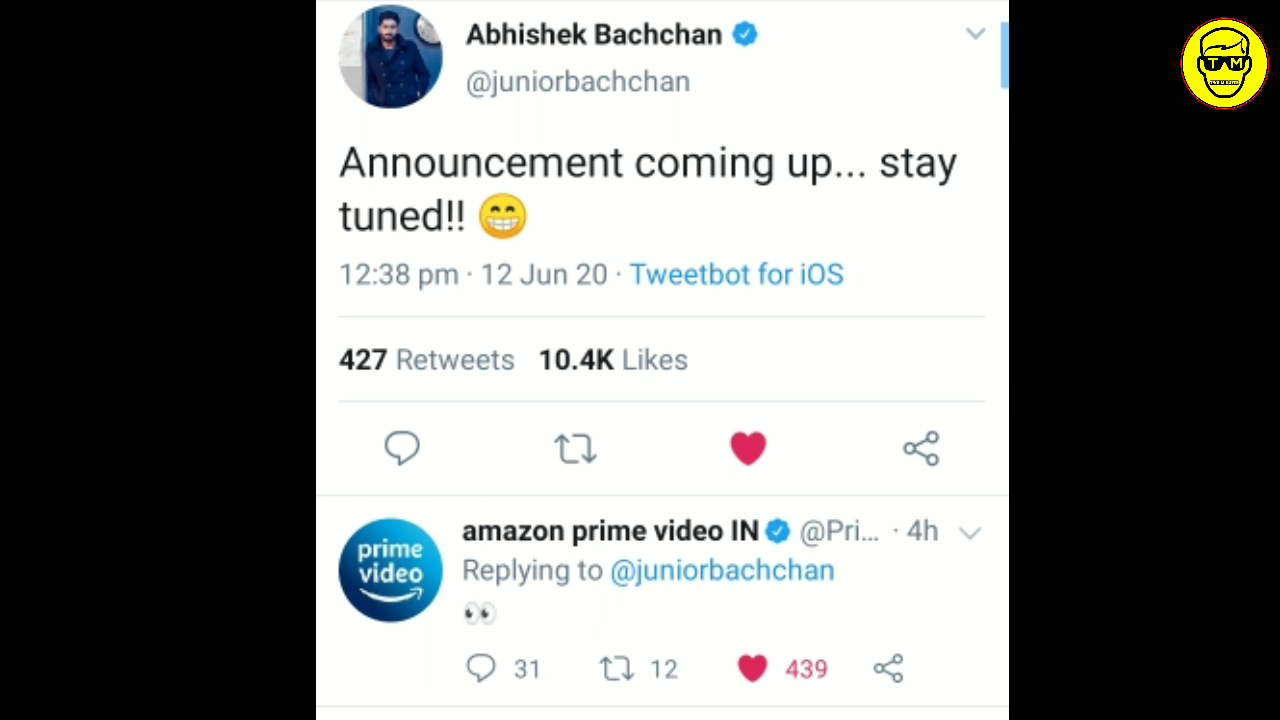 Abhishek Bachchan
@juniorbachchan
Announcement coming up... stay
tuned!! 😁
12:38 pm · 12 Jun 20 · Tweetbot for iOS
427 Retweets 10.4K Likes
amazon prime video IN @Pri... · 4h
Replying to @juniorbachchan
👀
31 12 439
prime
video
T M